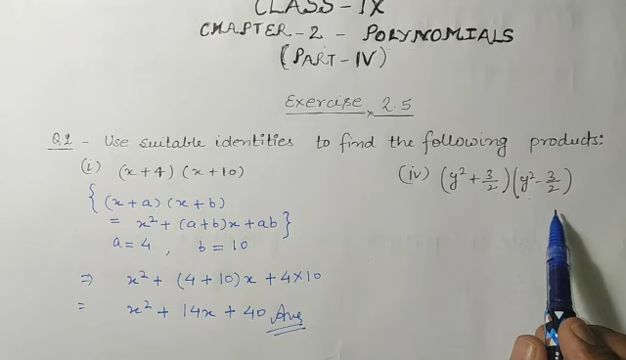 CLASS-IX
CHAPTER-2 - POLYNOMIALS
(PART-IV)
Exercise 2.5
Q1 - Use suitable identities to find the following products:
(i) (x+4) (x+10)
{(x+a) (x+b)
= x² + (a+b)x + ab}
a=4 , b=10
⇒ x² + (4+10)x + 4×10
= x² + 14x + 40 Ans
(iv) (y² + 3/2) (y² - 3/2)